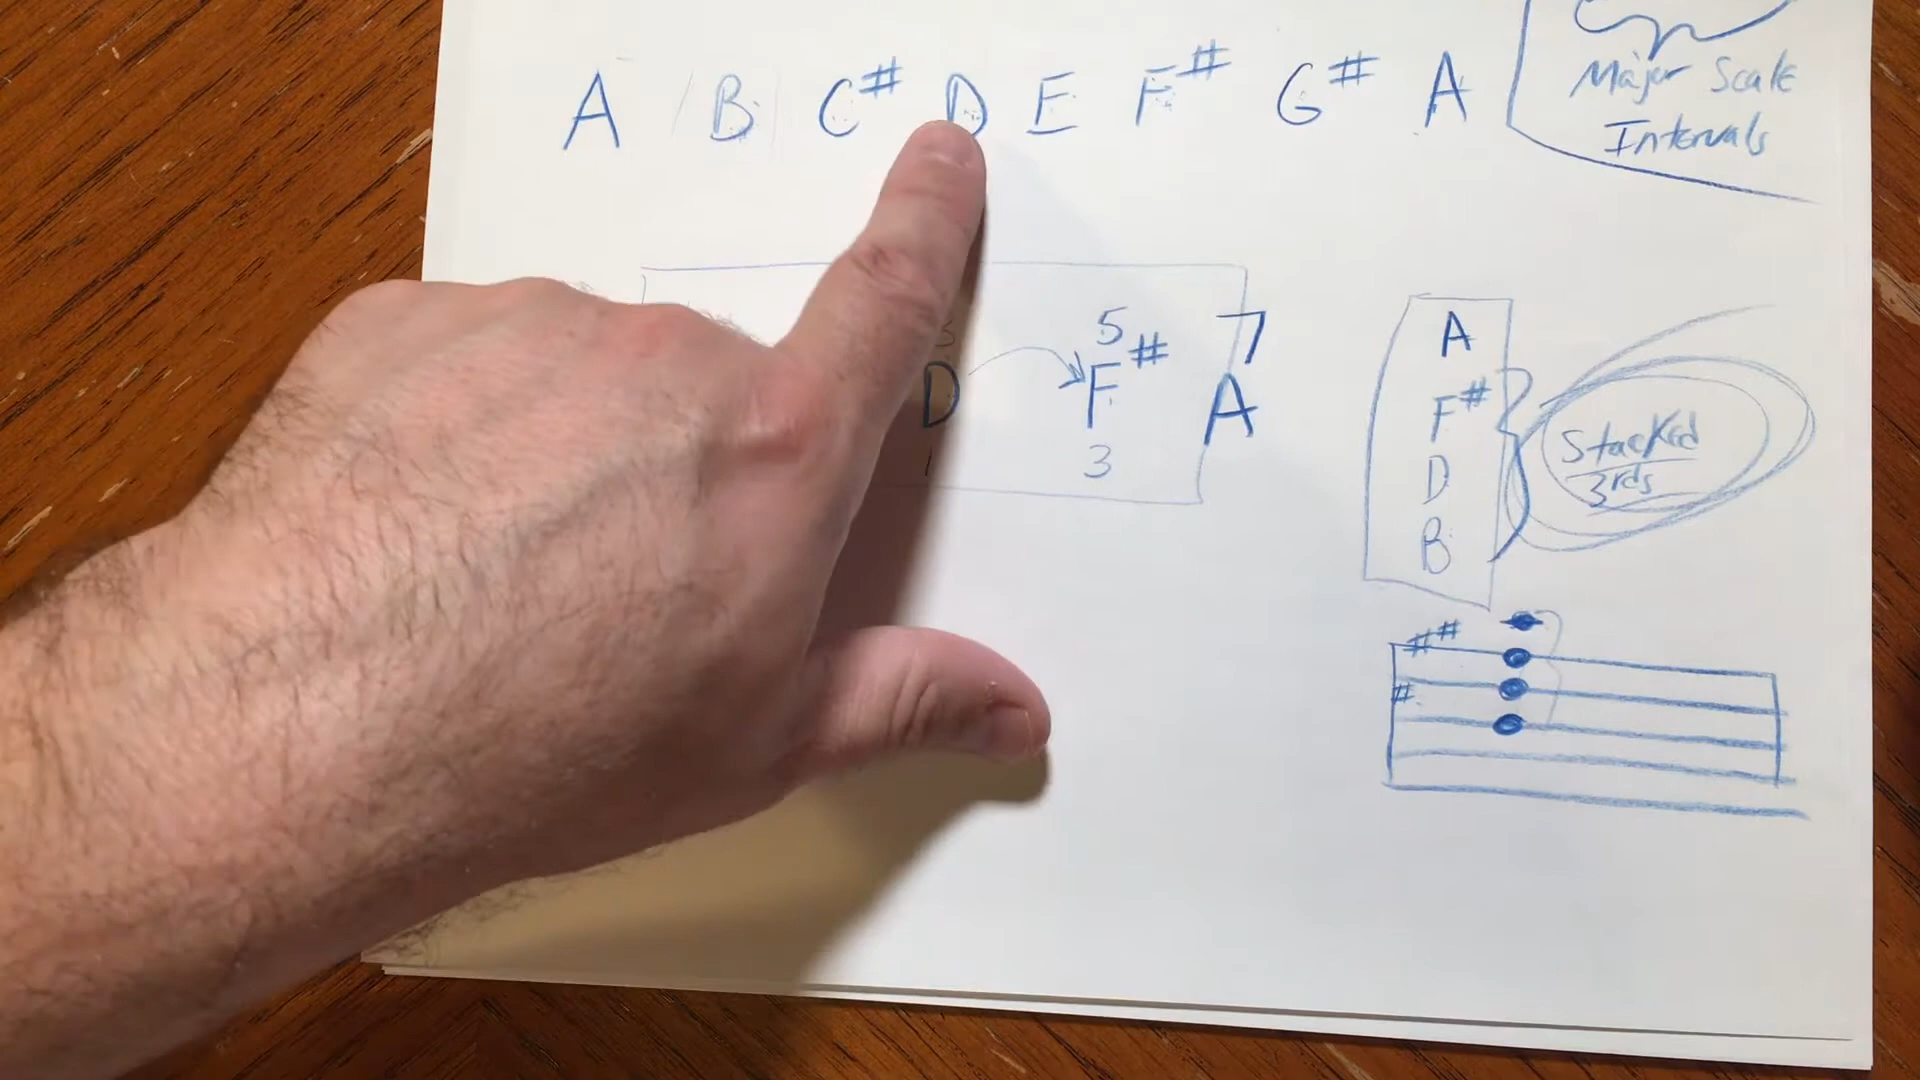 A B C# D E F# G# A
Major Scale
Intervals
5 7
D F# A
3
A
F#
D
B
Stacked
3rds
# #
#